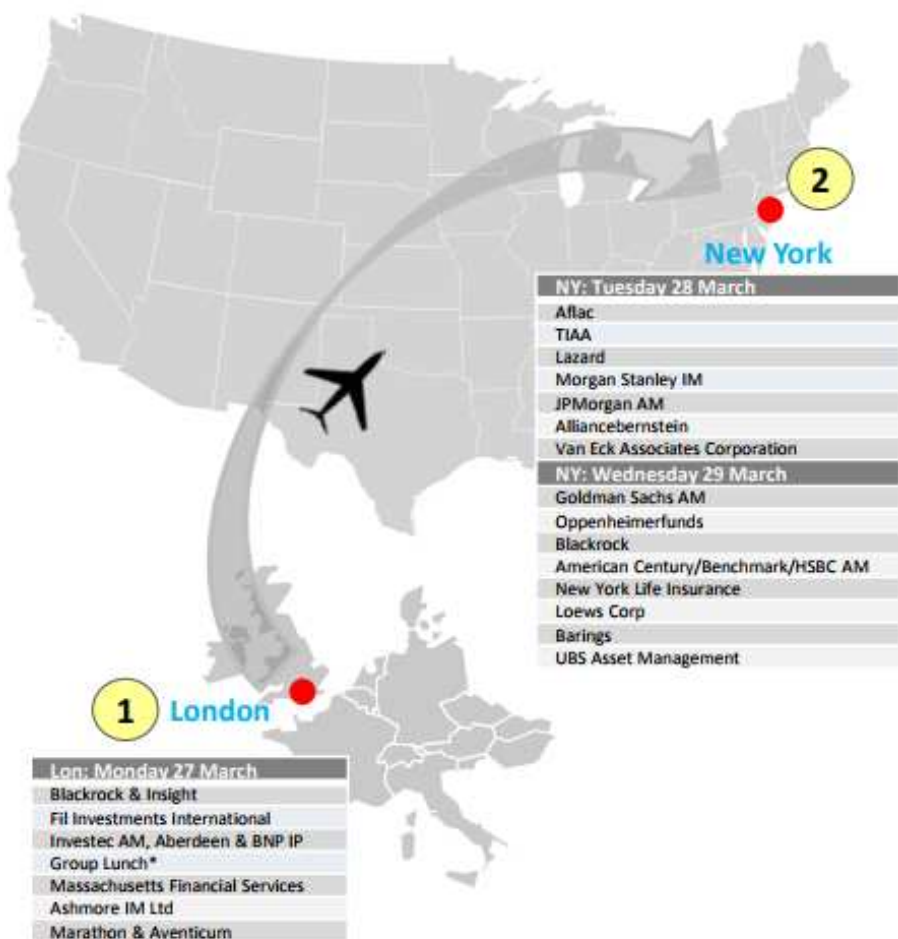 2
New York
NY: Tuesday 28 March
Aflac
TIAA
Lazard
Morgan Stanley IM
JPMorgan AM
Alliancebernstein
Van Eck Associates Corporation
NY: Wednesday 29 March
Goldman Sachs AM
Oppenheimerfunds
Blackrock
American Century/Benchmark/HSBC AM
New York Life Insurance
Loews Corp
Barings
UBS Asset Management
1
London
Lon: Monday 27 March
Blackrock & Insight
Fil Investments International
Investec AM, Aberdeen & BNP IP
Group Lunch*
Massachusetts Financial Services
Ashmore IM Ltd
Marathon & Aventicum